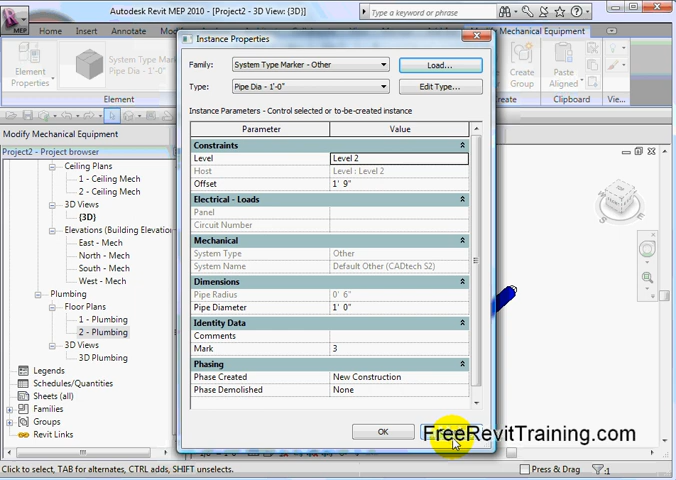 Autodesk Revit MEP 2010 - [Project2 - 3D View: {3D}]
Type a keyword or phrase
MEP
Home
Insert
Annotate
Modify Mechanical Equipment
Instance Properties
Element
Properties
System Type Marker
Pipe Dia - 1'-0"
Element
Create
Group
Create
Paste
Aligned
Clipboard
View
Modify Mechanical Equipment
Project2 - Project browser
Ceiling Plans
1 - Ceiling Mech
2 - Ceiling Mech
3D Views
{3D}
Elevations (Building Elevation
East - Mech
North - Mech
South - Mech
West - Mech
Plumbing
Floor Plans
1 - Plumbing
2 - Plumbing
3D Views
3D Plumbing
Legends
Schedules/Quantities
Sheets (all)
Families
Groups
Revit Links
Family:
System Type Marker - Other
Load...
Type:
Pipe Dia - 1'-0"
Edit Type...
Instance Parameters - Control selected or to-be-created instance
Parameter
Value
Constraints
Level
Level 2
Host
Level : Level 2
Offset
1' 9"
Electrical - Loads
Panel
Circuit Number
Mechanical
System Type
Other
System Name
Default Other (CADtech S2)
Dimensions
Pipe Radius
0' 6"
Pipe Diameter
1' 0"
Identity Data
Comments
Mark
3
Phasing
Phase Created
New Construction
Phase Demolished
None
OK
FreeRevitTraining.com
Click to select, TAB for alternates, CTRL adds, SHIFT unselects.
Press & Drag
:1